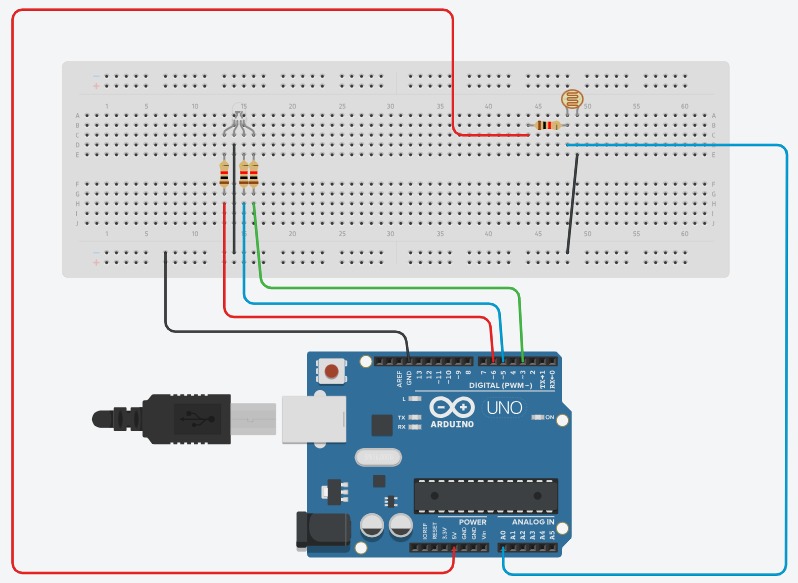 1 5 10 15 20 25 30 35 40 45 50 55 60
A
B
C
D
E
F
G
H
I
J
1 5 10 15 20 25 30 35 40 45 50 55 60
AREF
GND
13
12
~11
~10
~9
8
7
~6
~5
4
~3
2
TX→1
RX←0
DIGITAL (PWM~)
L
TX
RX
UNO
ARDUINO
ON
POWER
ANALOG IN
IOREF
RESET
3.3V
5V
GND
GND
Vin
A0
A1
A2
A3
A4
A5